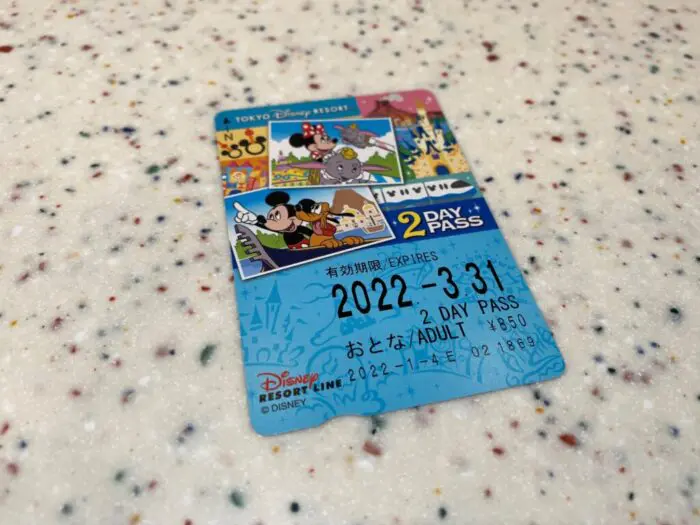 TOKYO Disney RESORT
IN
2 DAY PASS
有効期限/EXPIRES
2022 -3.31
2 DAY PASS
おとな/ADULT ¥850
2022-1-4 E 02 1869
Disney
RESORT LINE
© DISNEY